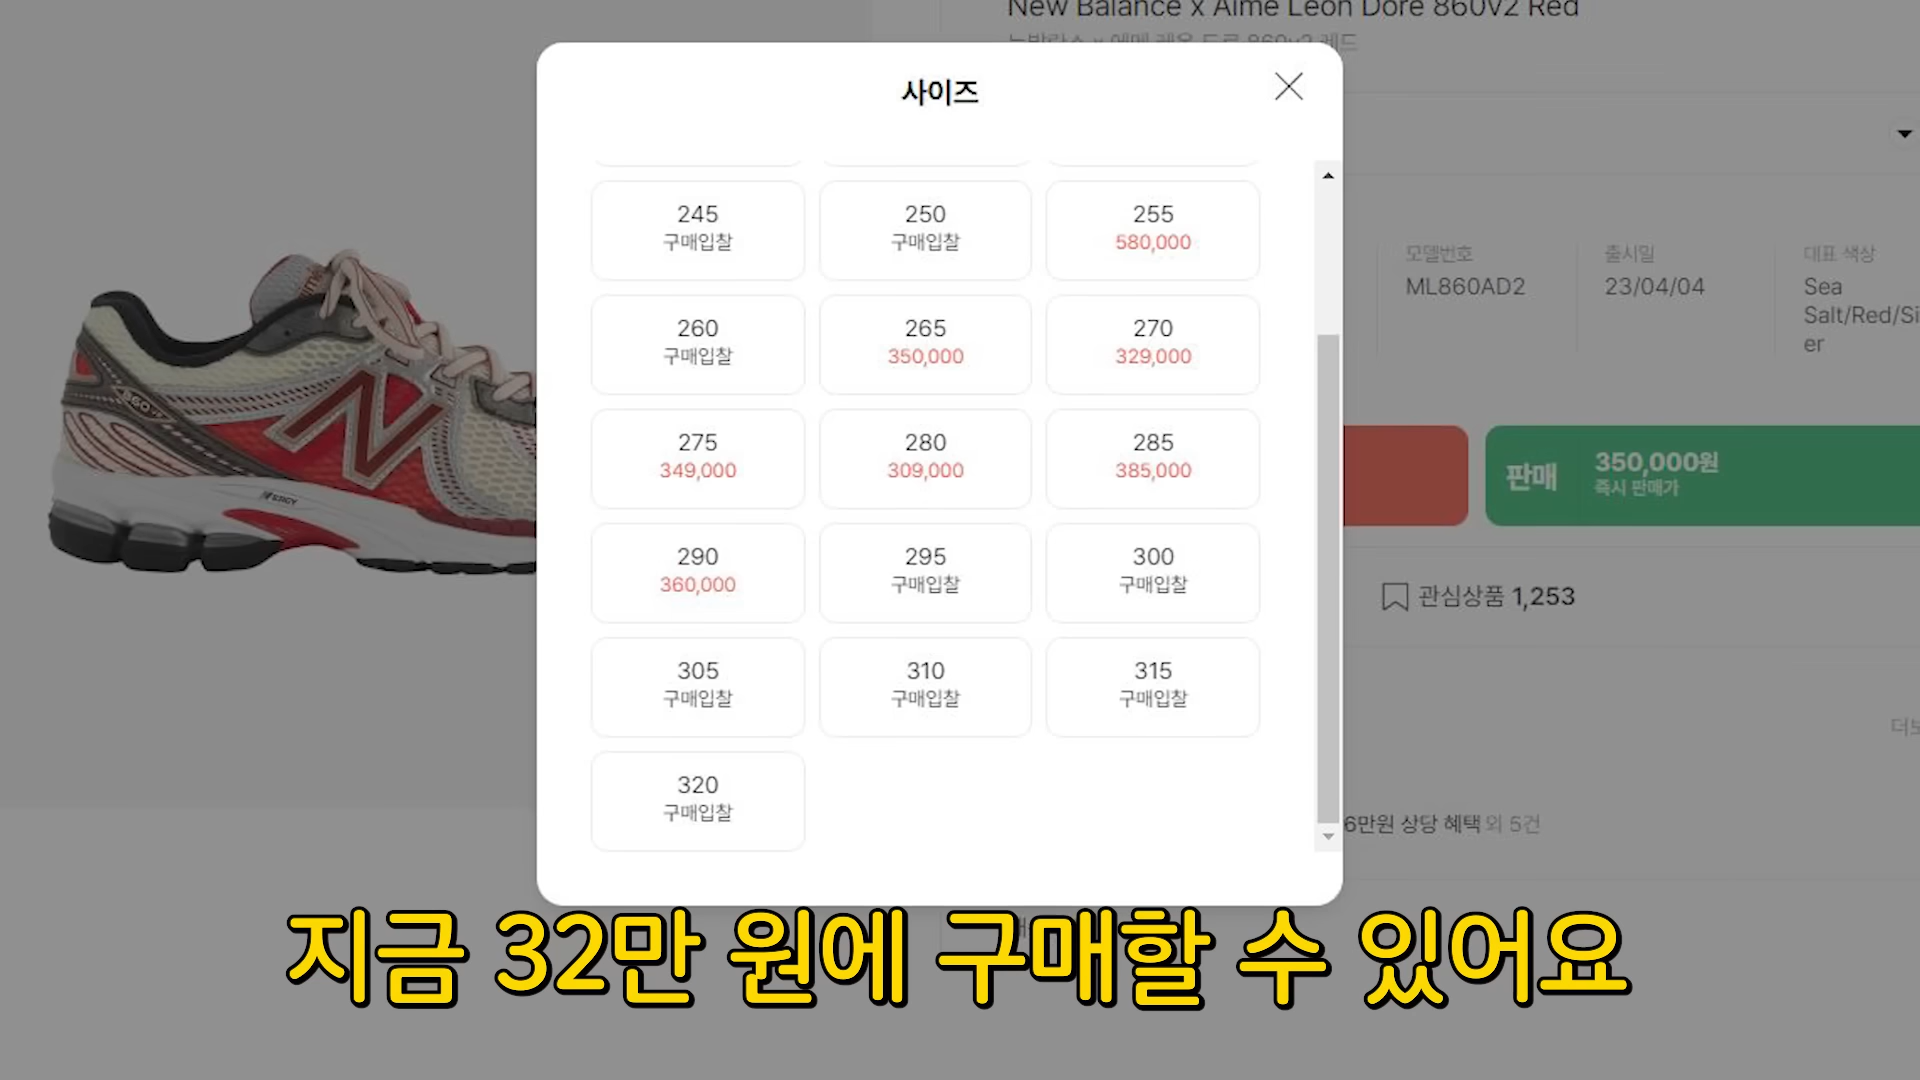 New Balance x Aime Leon Dore 860v2 Red
사이즈
245
구매입찰
250
구매입찰
255
580,000
260
구매입찰
265
350,000
270
329,000
275
349,000
280
309,000
285
385,000
290
360,000
295
구매입찰
300
구매입찰
305
구매입찰
310
구매입찰
315
구매입찰
320
구매입찰
모델번호
ML860AD2
출시일
23/04/04
대표 색상
Sea
Salt/Red/Si
er
판매
350,000원
즉시 판매가
관심상품 1,253
더보
6만원 상당 혜택 외 5건
지금 32만 원에 구매할 수 있어요